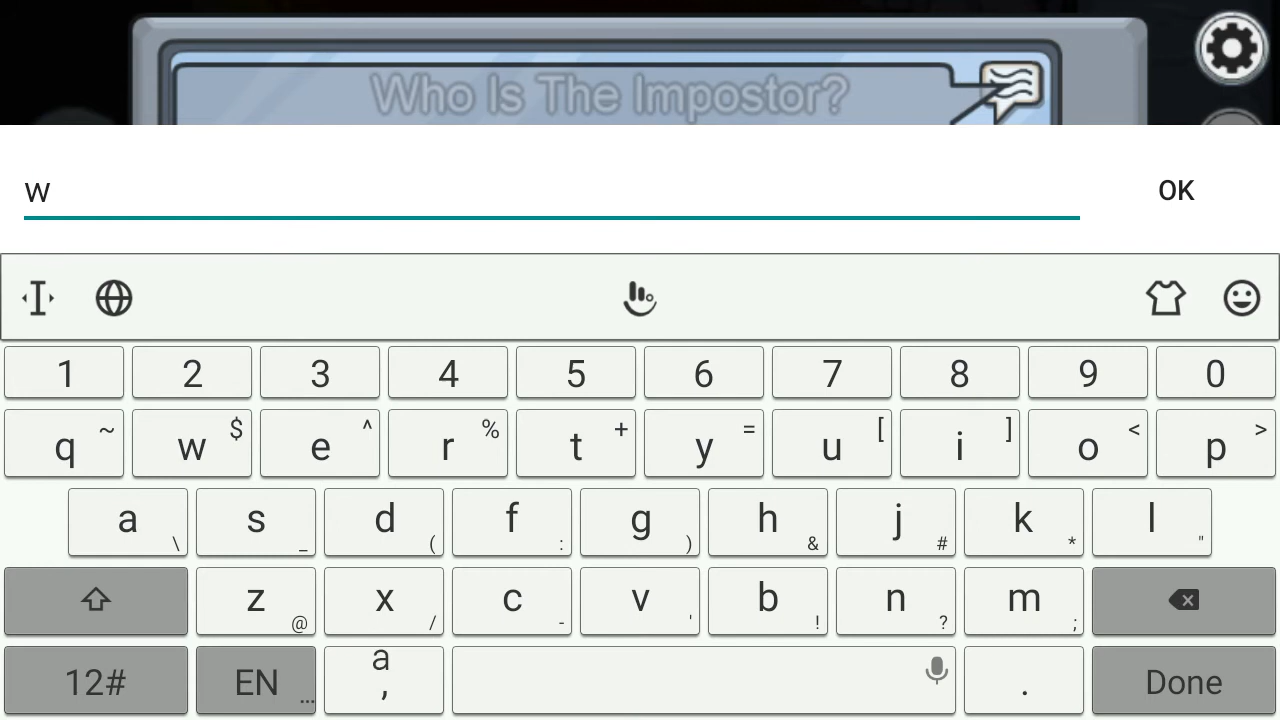 Who Is The Impostor?
w
OK
1 2 3 4 5 6 7 8 9 0
q ~ w $ e ^ r % t + y = u [ i ] o < p >
a \ s _ d ( f : g ) h & j # k * l "
z @ x / c - v ' b ! n ? m ;
12# EN ... a , . Done